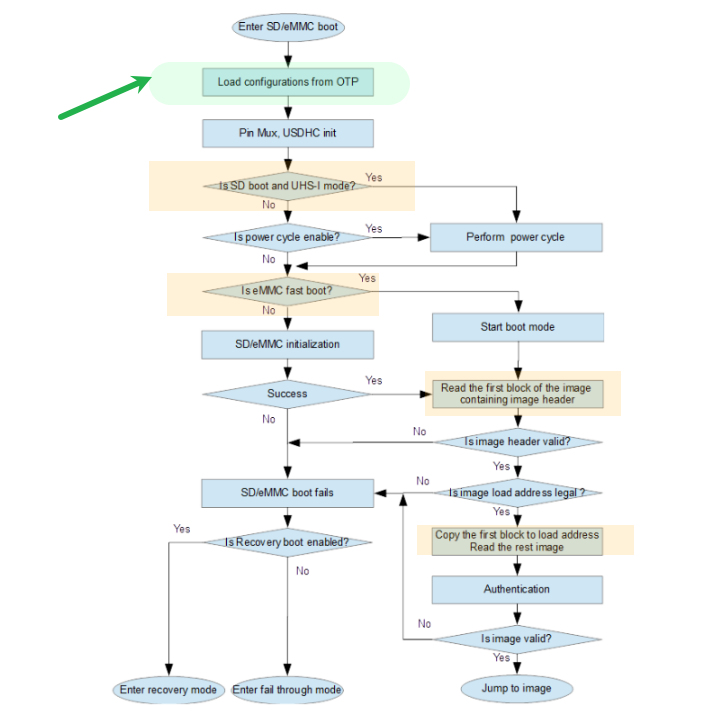 Enter SD/eMMC boot
Load configurations from OTP
Pin Mux, USDHC init
Is SD boot and UHS-I mode?
Yes
No
Is power cycle enable?
Yes
Perform power cycle
No
Is eMMC fast boot?
Yes
No
Start boot mode
SD/eMMC initialization
Success
Yes
Read the first block of the image
containing image header
No
No
Is image header valid?
Yes
SD/eMMC boot fails
No
Is image load address legal ?
Yes
Yes
Is Recovery boot enabled?
Copy the first block to load address
Read the rest image
No
Authentication
No
Is image valid?
Yes
Enter recovery mode
Enter fail through mode
Jump to image